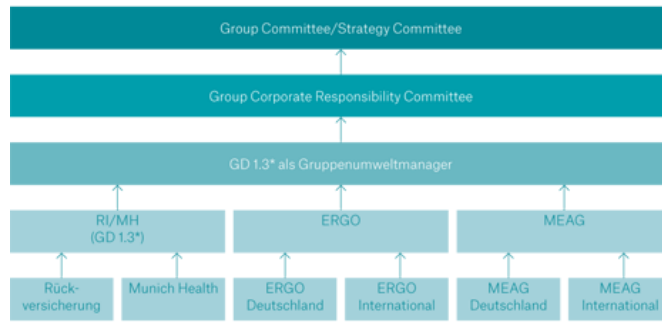 Group Committee/Strategy Committee
Group Corporate Responsibility Committee
GD 1.3* als Gruppenumweltmanager
RI/MH
(GD 1.3*)
ERGO
MEAG
Rück-
versicherung
Munich Health
ERGO
Deutschland
ERGO
International
MEAG
Deutschland
MEAG
International